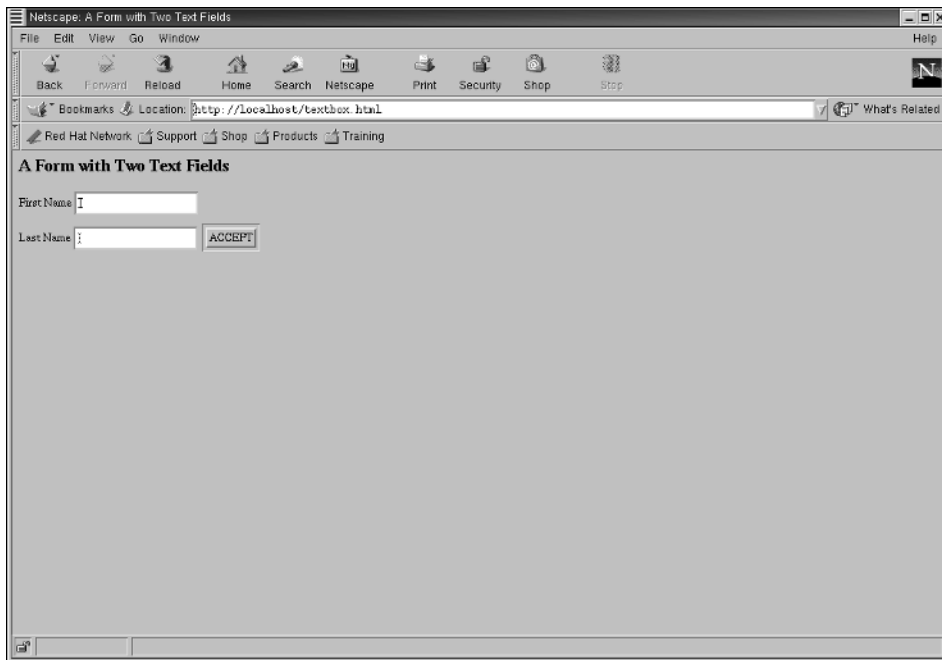 Netscape: A Form with Two Text Fields
File Edit View Go Window Help
Back Forward Reload Home Search Netscape Print Security Shop Stop
N
Bookmarks Location: http://localhost/textbox.html What's Related
Red Hat Network Support Shop Products Training
A Form with Two Text Fields
First Name
Last Name ACCEPT